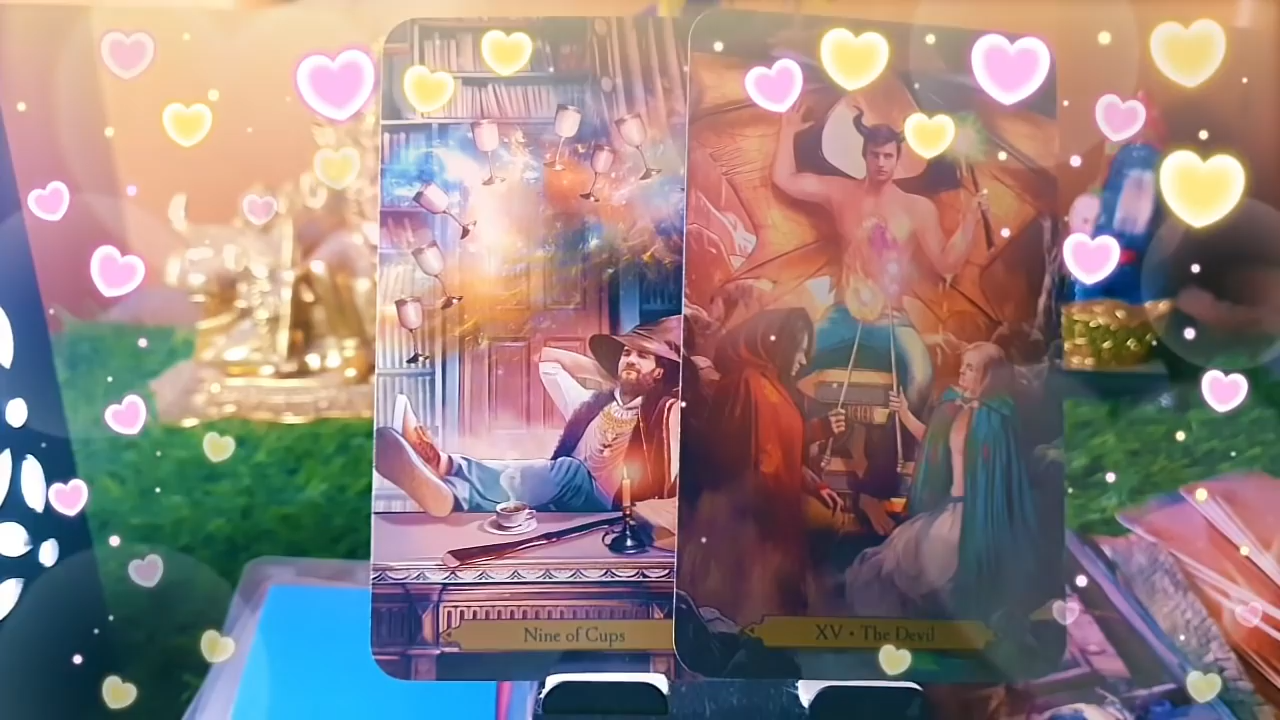 Nine of Cups
XV • The Devil